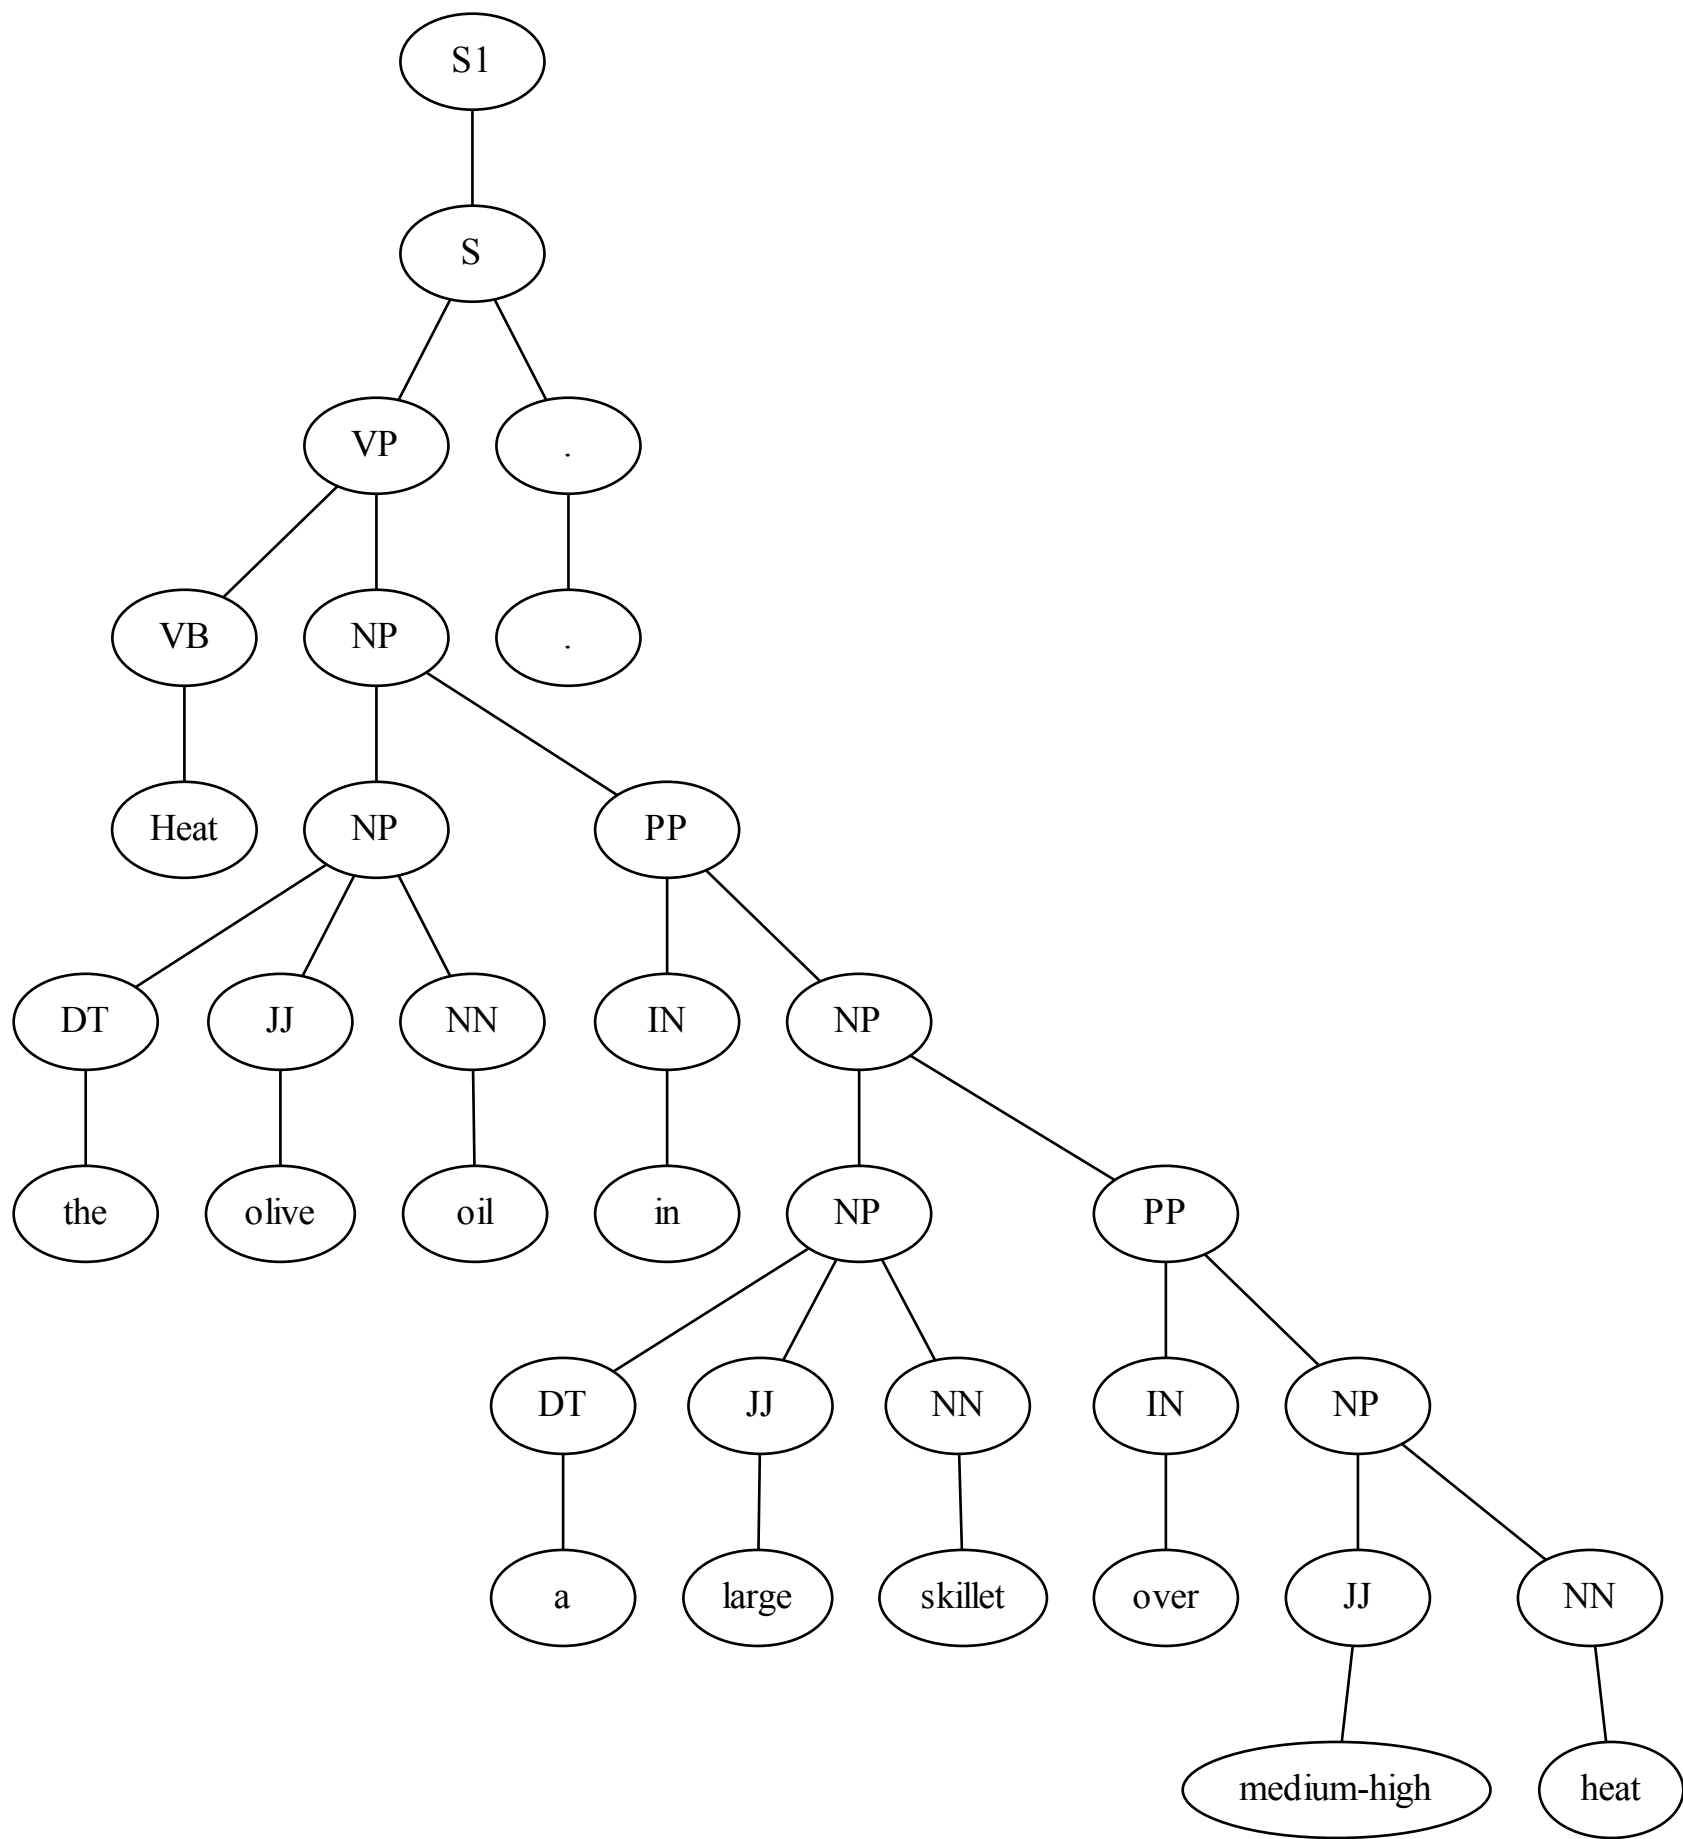 S1
S
VP .
VB NP .
Heat NP PP
DT JJ NN IN NP
the olive oil in NP PP
DT JJ NN IN NP
a large skillet over JJ NN
medium-high heat